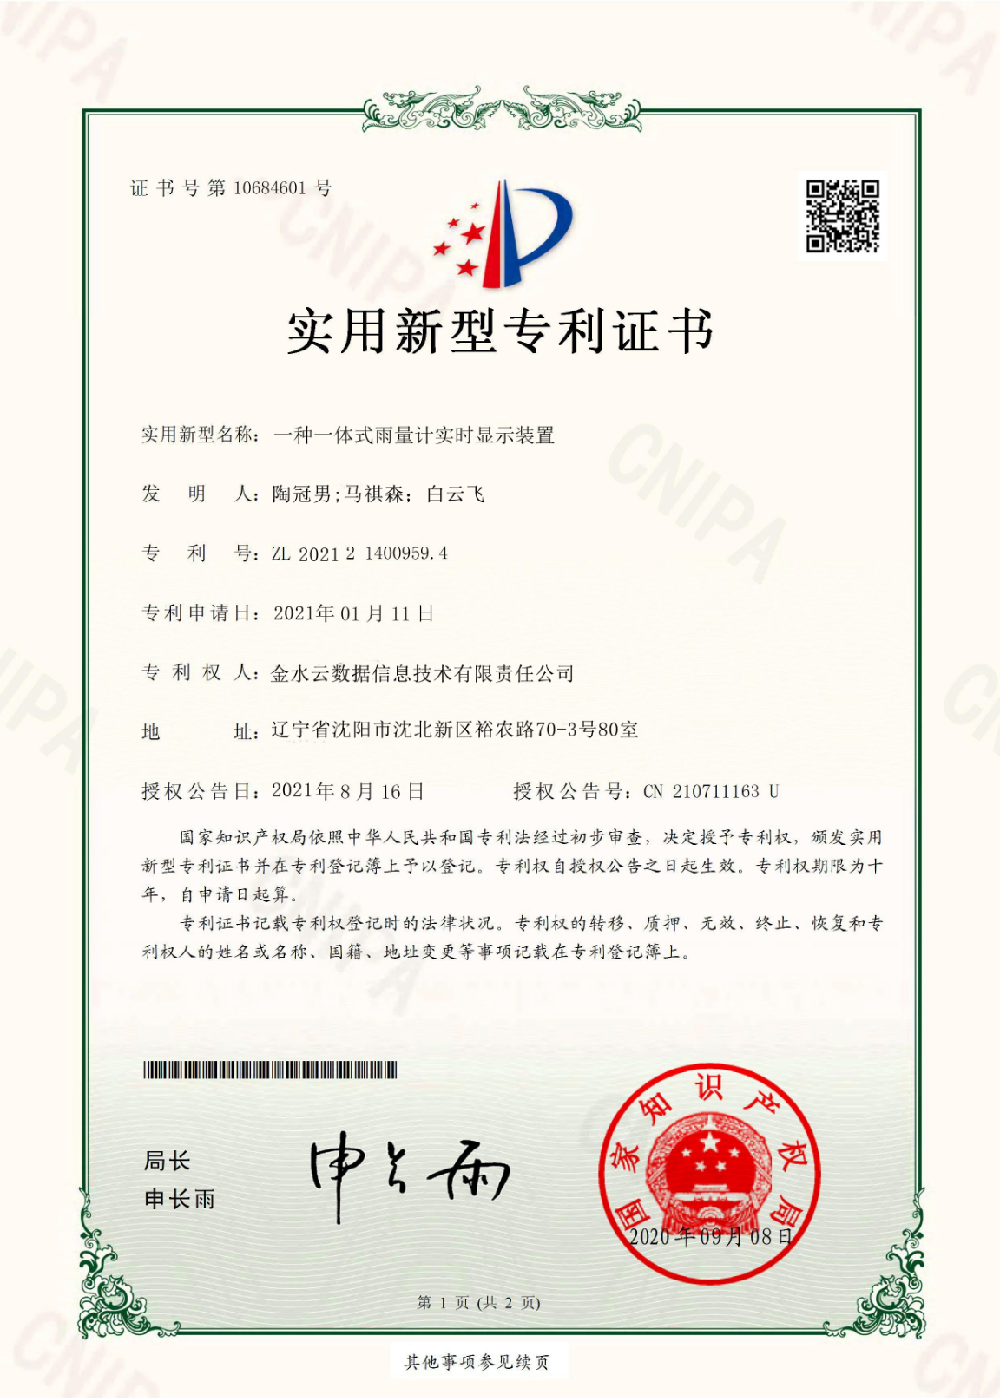 证书号第10684601号
实用新型专利证书
实用新型名称：一种一体式雨量计实时显示装置
发明人：陶冠男;马祺森；白云飞
专利号：ZL 2021 2 1400959.4
专利申请日：2021年01月11日
专利权人：金水云数据信息技术有限责任公司
地址：辽宁省沈阳市沈北新区裕农路70-3号80室
授权公告日：2021年8月16日 授权公告号：CN 210711163 U
国家知识产权局依照中华人民共和国专利法经过初步审查，决定授予专利权，颁发实用
新型专利证书并在专利登记簿上予以登记。专利权自授权公告之日起生效。专利权期限为十
年，自申请日起算。
专利证书记载专利权登记时的法律状况。专利权的转移、质押、无效、终止、恢复和专
利权人的姓名或名称、国籍、地址变更等事项记载在专利登记簿上。
局长
申长雨
申长雨
国家知识产权局
2020年09月08日
第 1 页 (共 2 页)
其他事项参见续页
CNIPA
CNIPA
CNIPA
CNIPA
CNIPA
CNIPA
CNIPA